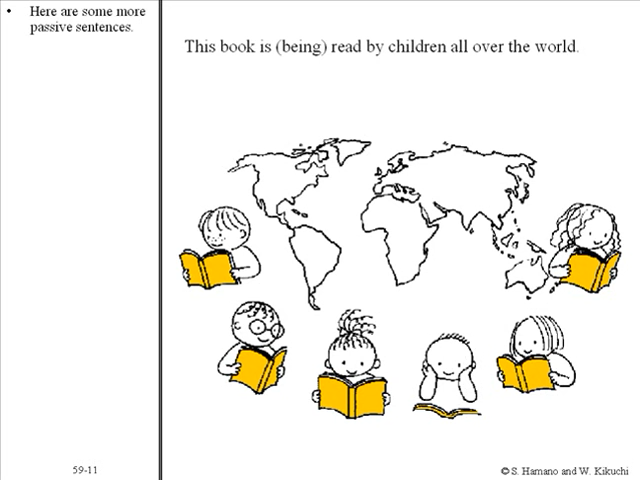 • Here are some more
passive sentences.
This book is (being) read by children all over the world.
59-11
© S. Hamano and W. Kikuchi